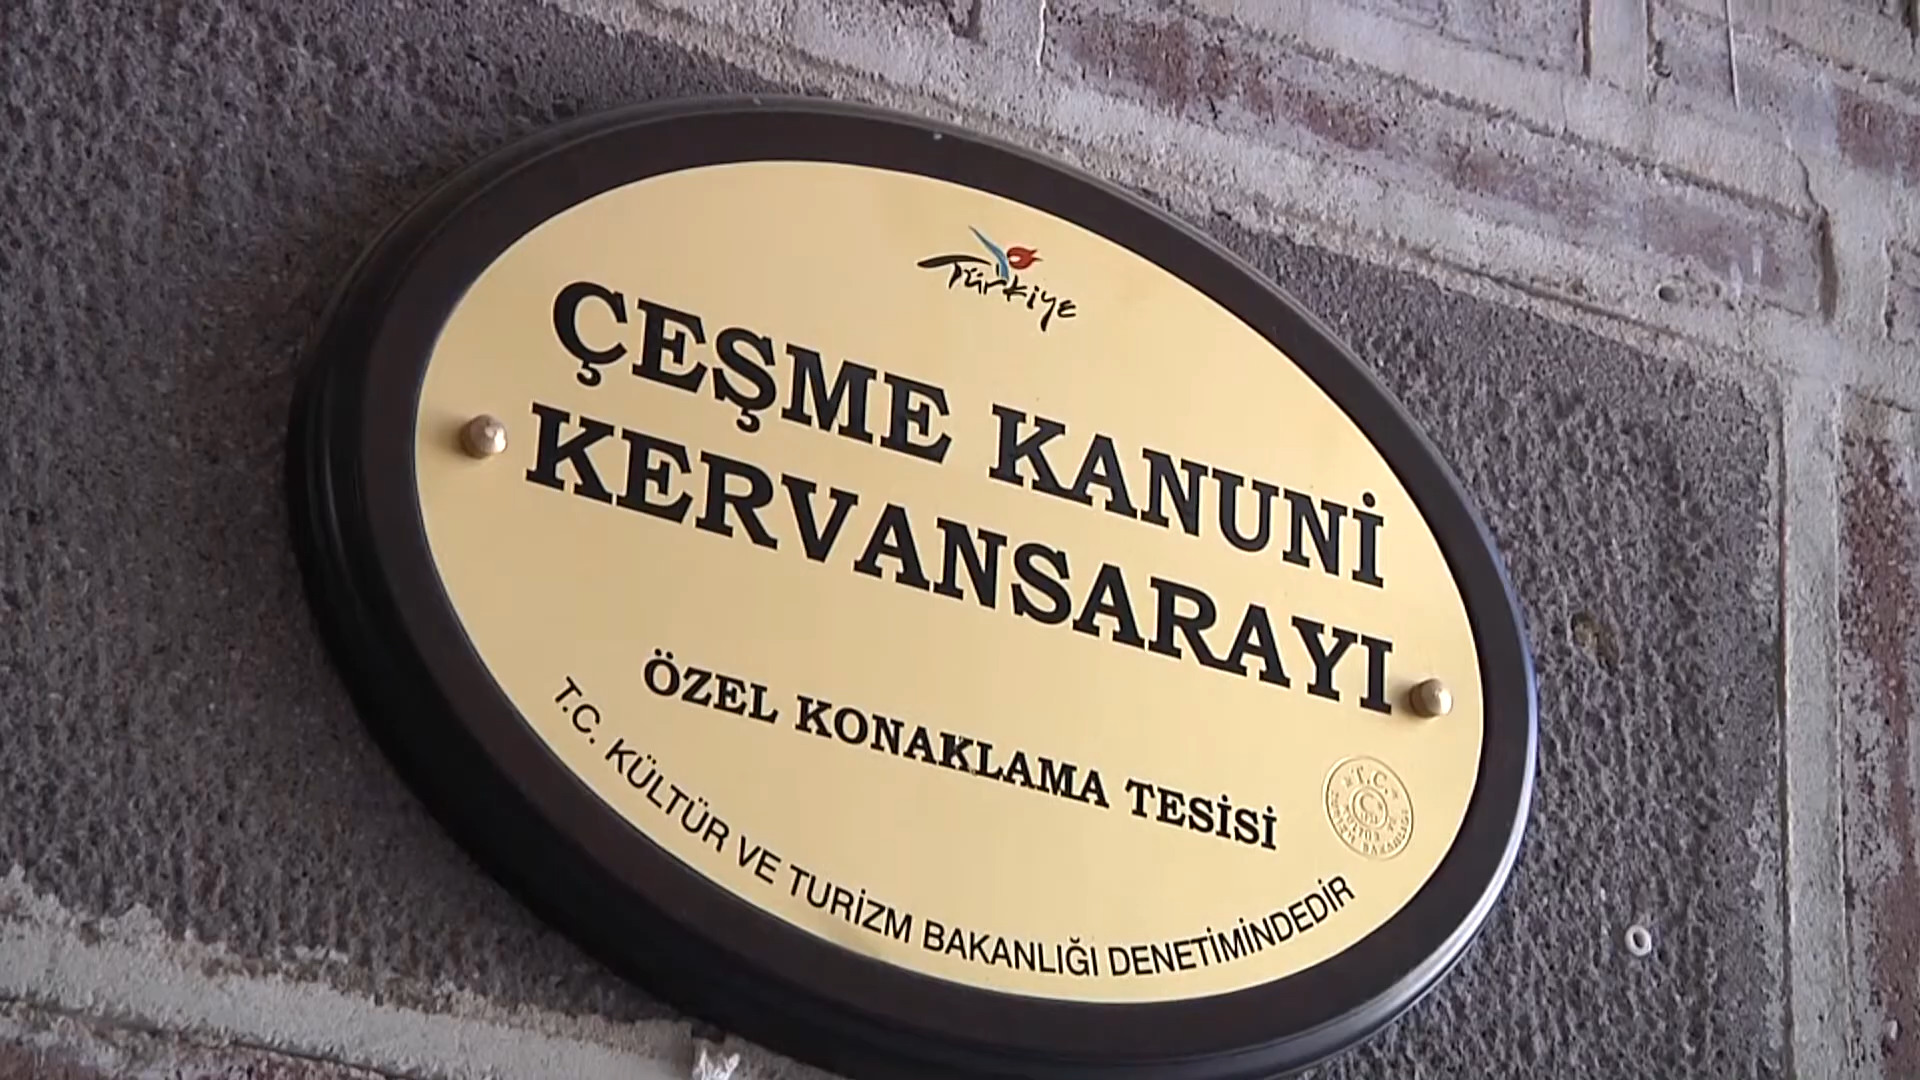 Türkiye
ÇEŞME KANUNİ
KERVANSARAYI
ÖZEL KONAKLAMA TESİSİ
T.C. KÜLTÜR VE TURİZM BAKANLIĞI DENETİMİNDEDİR
T.C.